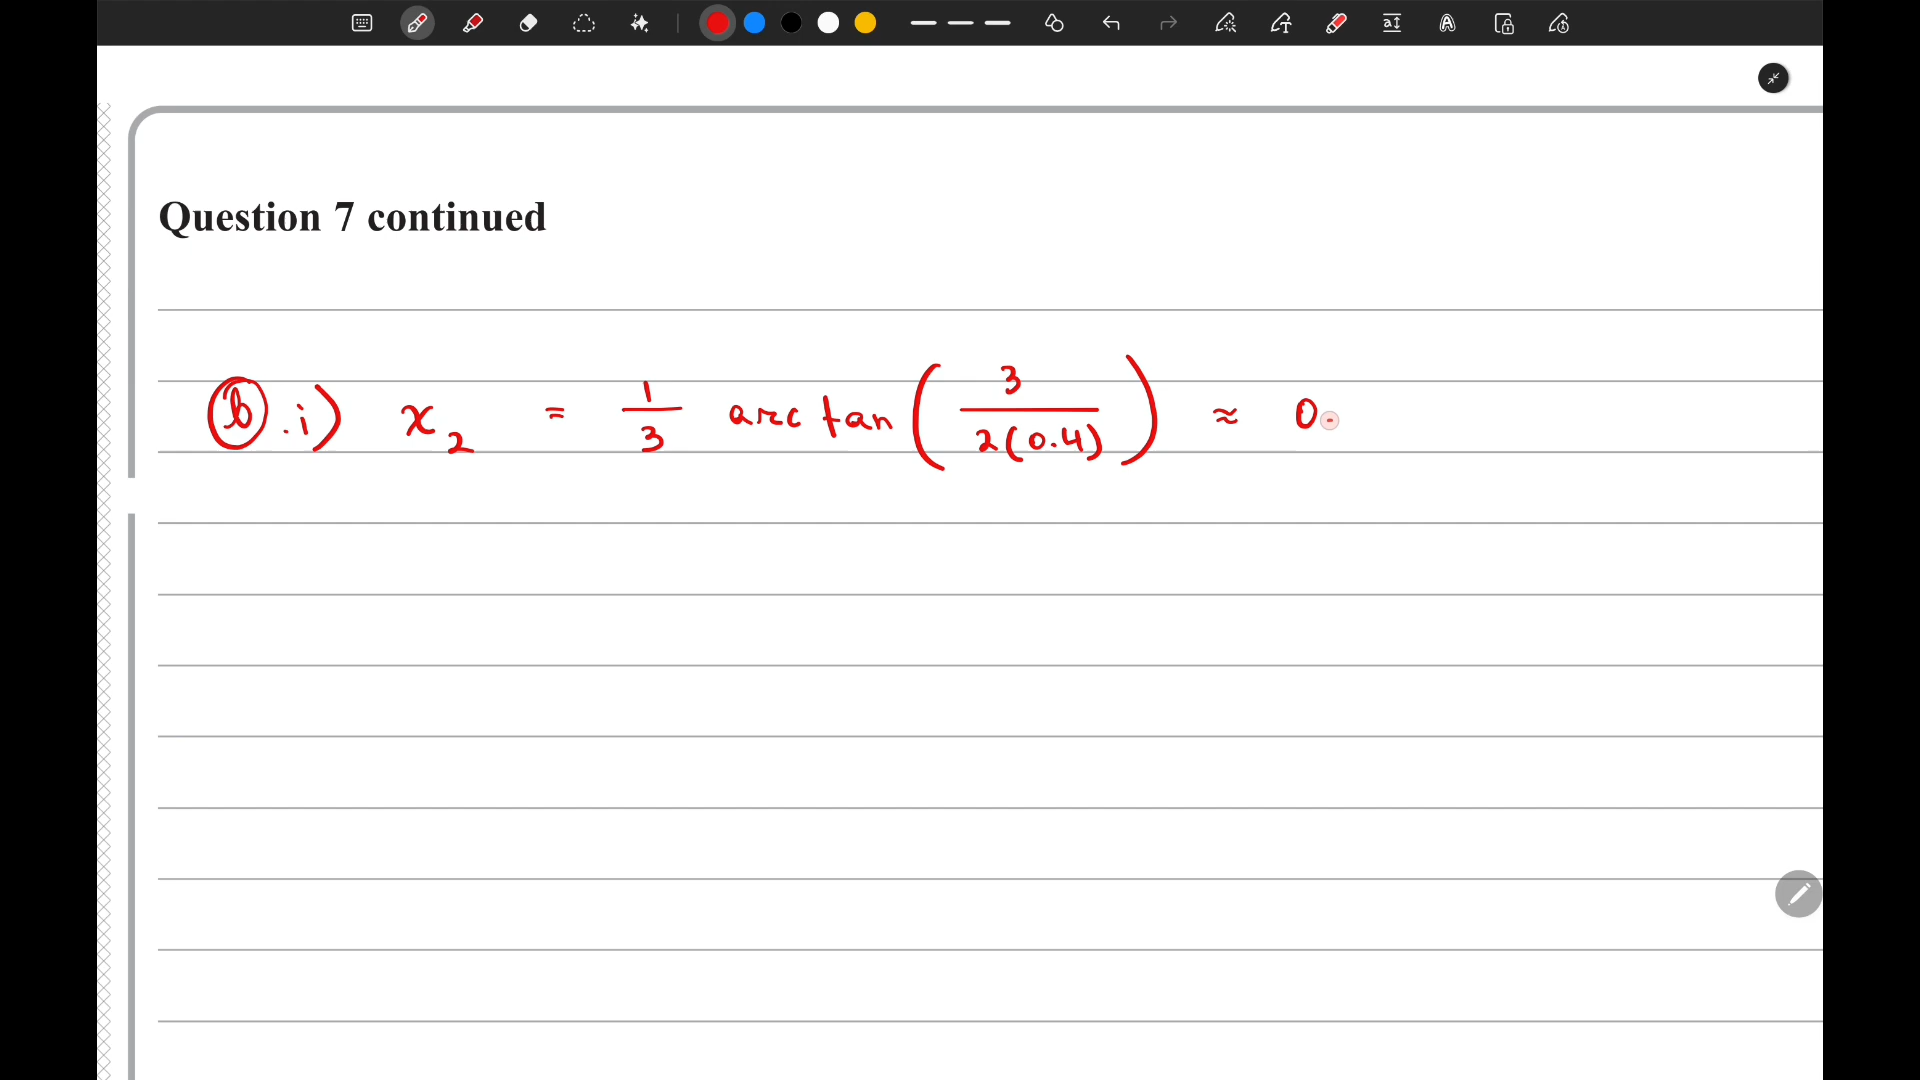 Question 7 continued
b.i) x₂ = 1/3 arctan(3/2(0.4)) ≈ 0.